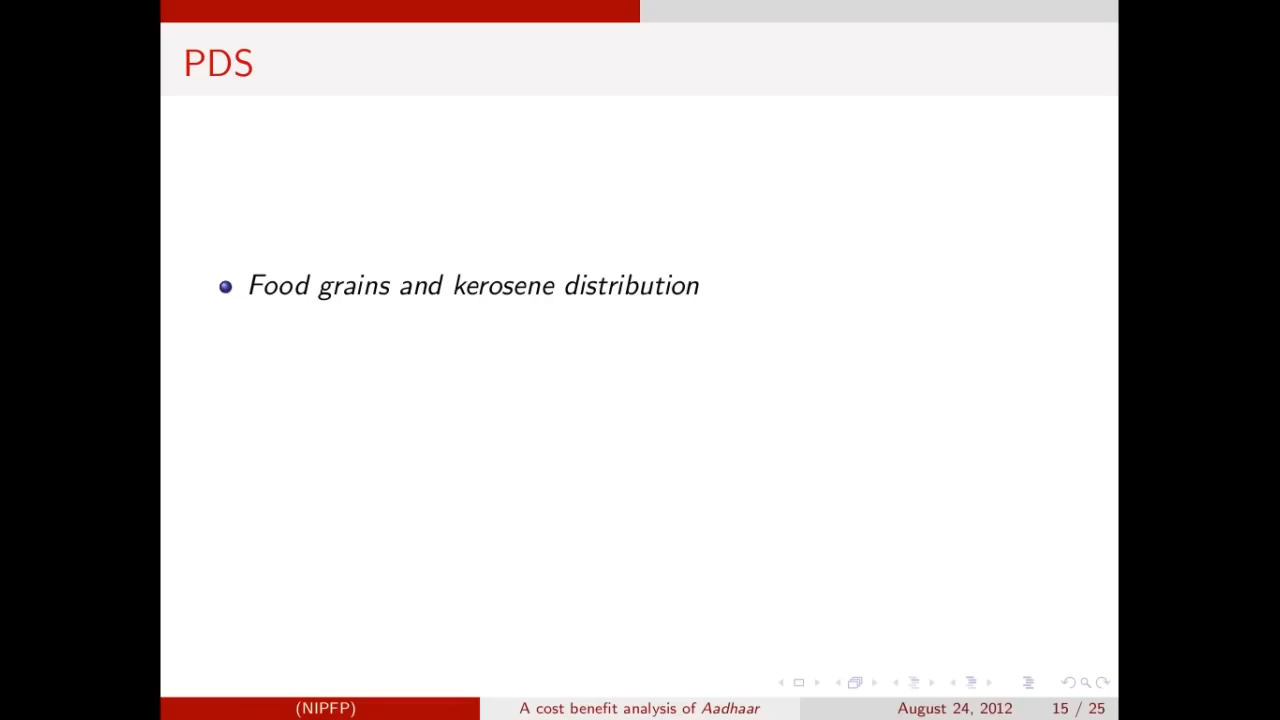 PDS
Food grains and kerosene distribution
(NIPFP) A cost benefit analysis of Aadhaar August 24, 2012 15 / 25